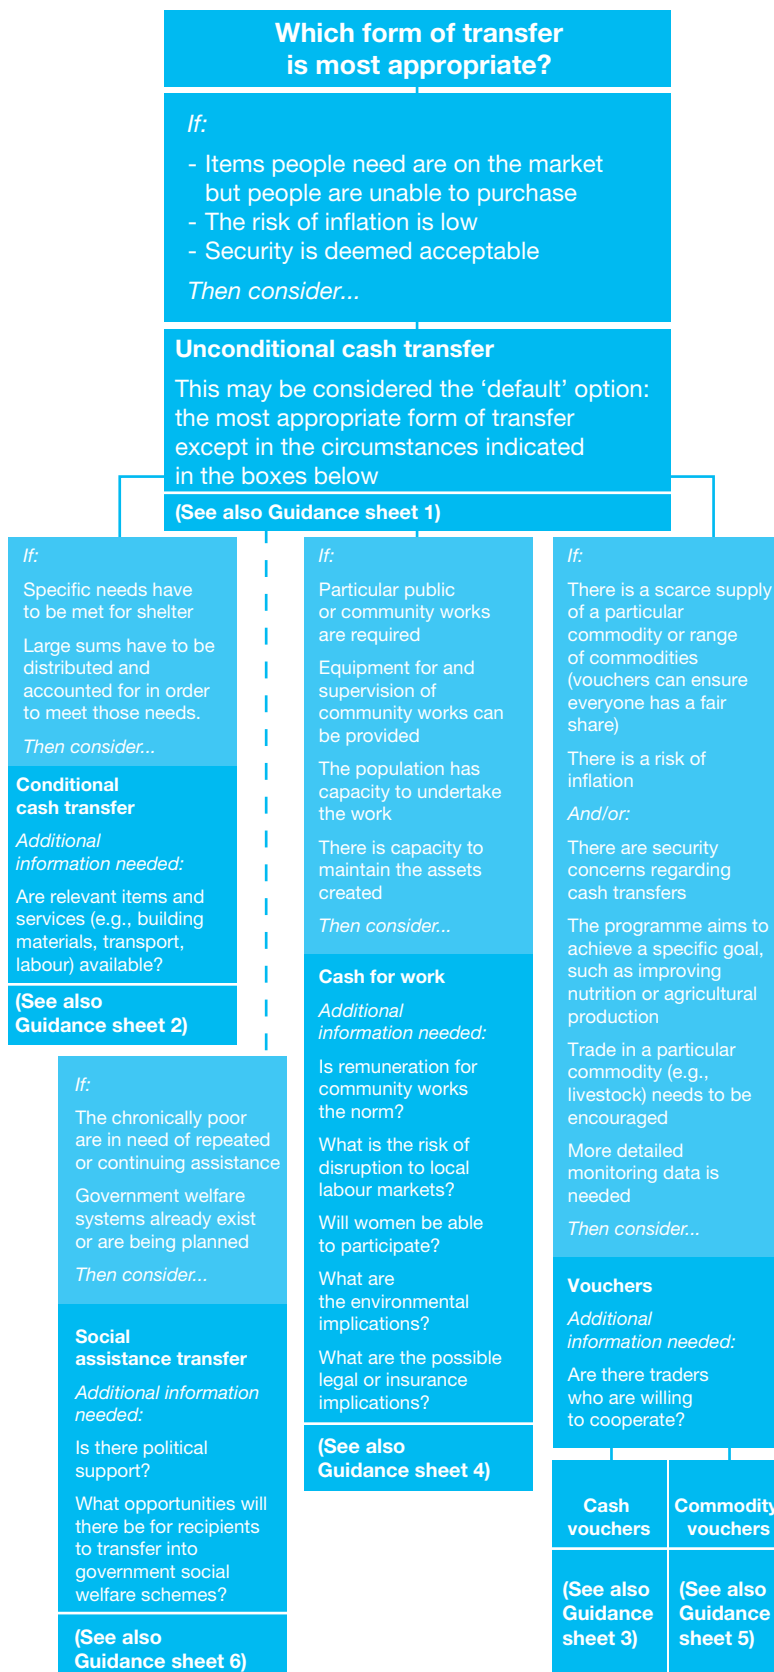 Which form of transfer
is most appropriate?
If:
- Items people need are on the market
but people are unable to purchase
- The risk of inflation is low
- Security is deemed acceptable
Then consider...
Unconditional cash transfer
This may be considered the ‘default’ option:
the most appropriate form of transfer
except in the circumstances indicated
in the boxes below
(See also Guidance sheet 1)
If:
Specific needs have
to be met for shelter
Large sums have to be
distributed and
accounted for in order
to meet those needs.
Then consider...
Conditional
cash transfer
Additional
information needed:
Are relevant items and
services (e.g., building
materials, transport,
labour) available?
(See also
Guidance sheet 2)
If:
The chronically poor
are in need of repeated
or continuing assistance
Government welfare
systems already exist
or are being planned
Then consider...
Social
assistance transfer
Additional information
needed:
Is there political
support?
What opportunities will
there be for recipients
to transfer into
government social
welfare schemes?
(See also
Guidance sheet 6)
If:
Particular public
or community works
are required
Equipment for and
supervision of
community works can
be provided
The population has
capacity to undertake
the work
There is capacity to
maintain the assets
created
Then consider...
Cash for work
Additional
information needed:
Is remuneration for
community works
the norm?
What is the risk of
disruption to local
labour markets?
Will women be able
to participate?
What are
the environmental
implications?
What are the possible
legal or insurance
implications?
(See also
Guidance sheet 4)
If:
There is a scarce supply
of a particular
commodity or range
of commodities
(vouchers can ensure
everyone has a fair
share)
There is a risk of
inflation
And/or:
There are security
concerns regarding
cash transfers
The programme aims to
achieve a specific goal,
such as improving
nutrition or agricultural
production
Trade in a particular
commodity (e.g.,
livestock) needs to be
encouraged
More detailed
monitoring data is
needed
Then consider...
Vouchers
Additional
information needed:
Are there traders
who are willing
to cooperate?
Cash
vouchers
(See also
Guidance
sheet 3)
Commodity
vouchers
(See also
Guidance
sheet 5)